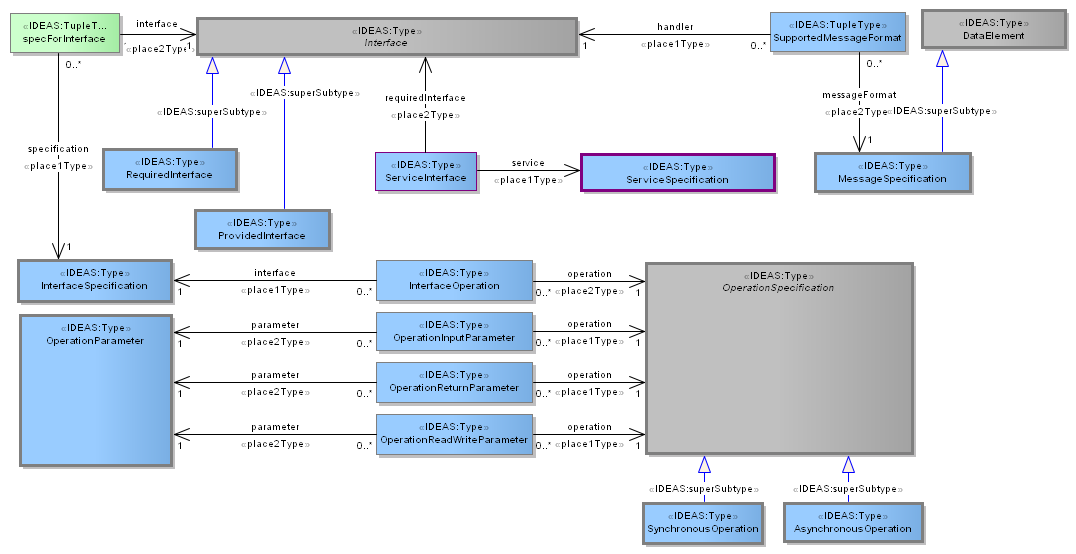 «IDEAS:TupleT...
specForInterface
interface
«place2Type»
1
0..*
«IDEAS:Type»
Interface
handler
«place1Type»
1
0..*
«IDEAS:TupleType»
SupportedMessageFormat
0..*
«IDEAS:Type»
DataElement
«IDEAS:superSubtype»
«IDEAS:superSubtype»
requiredInterface
«place2Type»
messageFormat
«place2Type
«IDEAS:superSubtype»
1
specification
«place1Type»
1
«IDEAS:Type»
RequiredInterface
«IDEAS:Type»
ServiceInterface
service
«place1Type»
«IDEAS:Type»
ServiceSpecification
«IDEAS:Type»
MessageSpecification
«IDEAS:Type»
ProvidedInterface
«IDEAS:Type»
InterfaceSpecification
interface
«place1Type»
1
0..*
«IDEAS:Type»
InterfaceOperation
operation
«place2Type»
0..*
1
«IDEAS:Type»
OperationSpecification
«IDEAS:Type»
OperationParameter
parameter
«place2Type»
1
0..*
«IDEAS:Type»
OperationInputParameter
operation
«place1Type»
0..*
1
parameter
«place2Type»
1
0..*
«IDEAS:Type»
OperationReturnParameter
operation
«place1Type»
0..*
1
parameter
«place2Type»
1
0..*
«IDEAS:Type»
OperationReadWriteParameter
operation
«place1Type»
0..*
1
«IDEAS:superSubtype»
«IDEAS:superSubtype»
«IDEAS:Type»
SynchronousOperation
«IDEAS:Type»
AsynchronousOperation